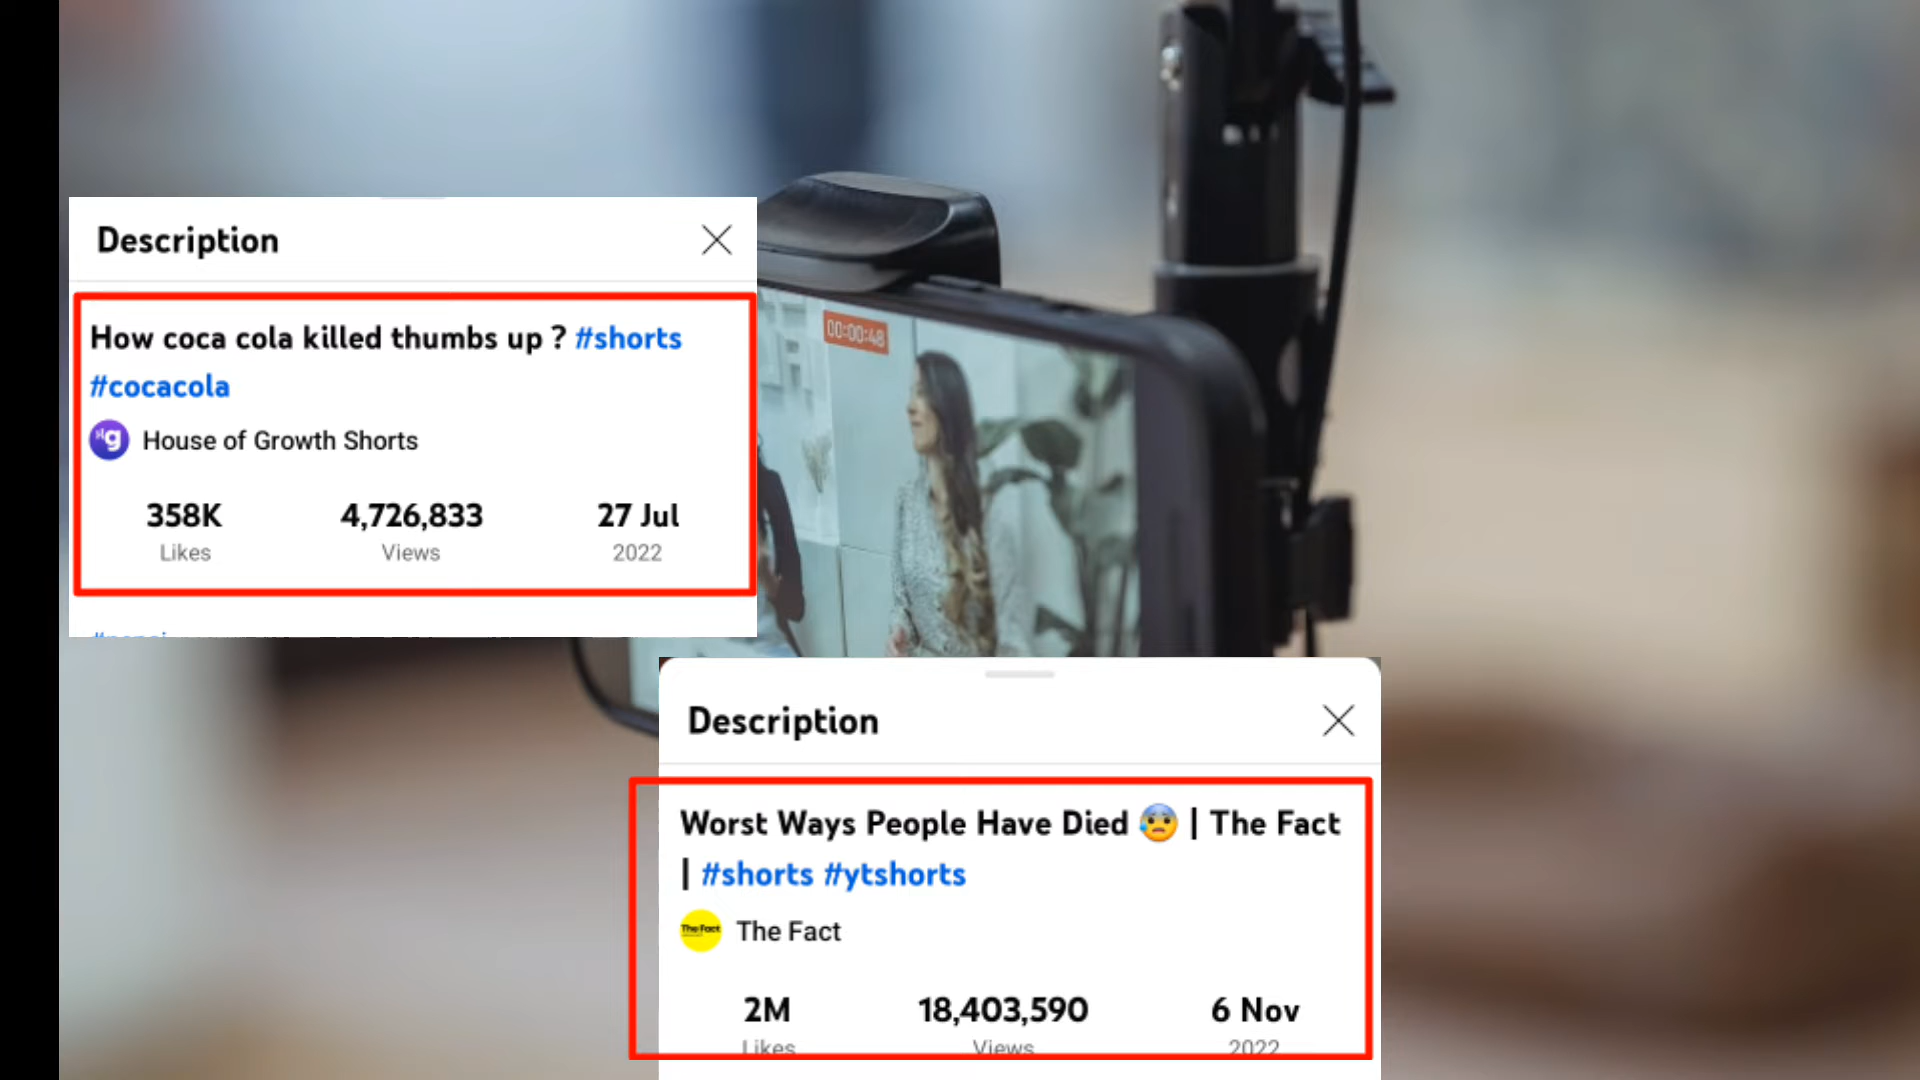 Description
How coca cola killed thumbs up ? #shorts
#cocacola
House of Growth Shorts
358K 4,726,833 27 Jul
Likes Views 2022
00:00:48
Description
Worst Ways People Have Died 😰 | The Fact
| #shorts #ytshorts
The Fact The Fact
2M 18,403,590 6 Nov
Likes Views 2022